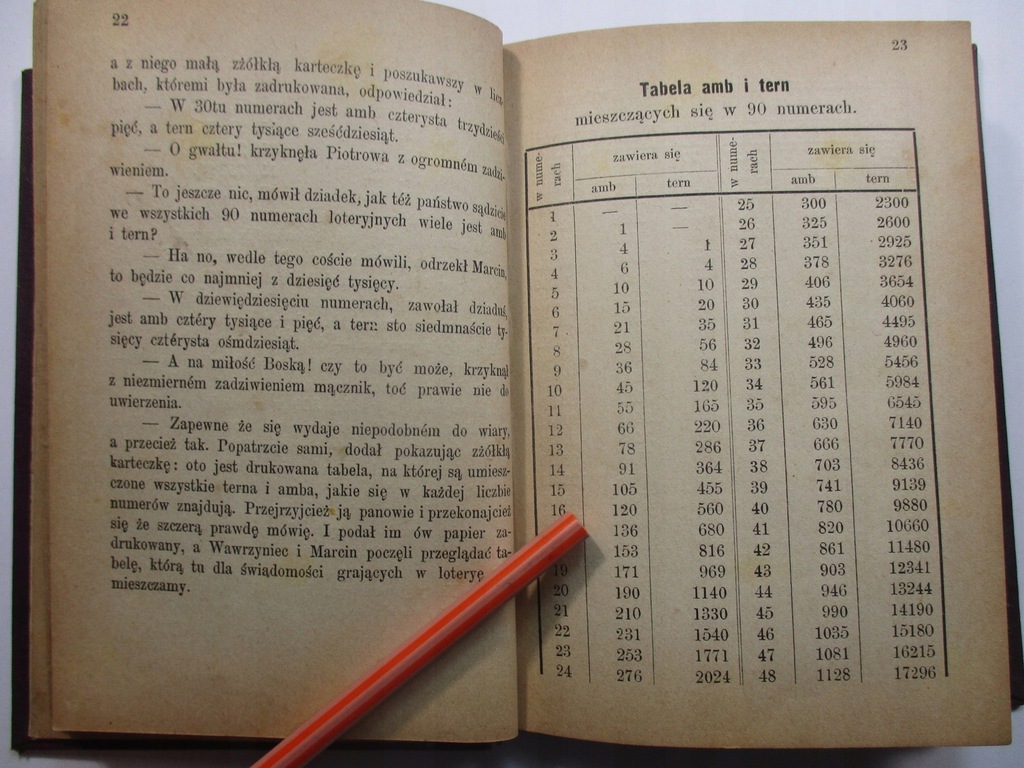 22
a z niego małą zżółkłą karteczkę i poszukawszy w licz-
bach, któremi była zadrukowana, odpowiedział:
— W 30tu numerach jest amb czterysta trzydzieści
pięć, a tern cztery tysiące sześćdziesiąt.
— O gwałtu! krzyknęła Piotrowa z ogromném zadzi-
wieniem.
— To jeszcze nic, mówił dziadek, jak téż państwo sądzicie
we wszystkich 90 numerach loteryjnych wiele jest amb
i tern?
— Ha no, wedle tego coście mówili, odrzekł Marcin,
to będzie co najmniej z dziesięć tysięcy.
— W dziewiędziesięciu numerach, zawołał dziaduś,
jest amb cztéry tysiące i pięć, a tern sto siedmnaście ty-
sięcy cztérysta ośmdziesiąt.
— A na miłość Boską! czy to być może, krzyknął
z niezmierném zadziwieniem mącznik, toć prawie nie do
uwierzenia.
— Zapewne że się wydaje niepodobném do wiary,
a przecież tak. Popatrzcie sami, dodał pokazując zżółkłą
karteczkę: oto jest drukowana tabela, na której są umiesz-
czone wszystkie terna i amba, jakie się w każdej liczbie
numerów znajdują. Przejrzyjcież ją panowie i przekonajcież
się że szczerą prawdę mówię. I podał im ów papier za-
drukowany, a Wawrzyniec i Marcin poczęli przeglądać ta-
belę, którą tu dla świadomości grających w loteryę
mieszczamy.
23
Tabela amb i tern
mieszczących się w 90 numerach.
w nume-rach zawiera się w nume-rach zawiera się
amb tern amb tern
1 — — 25 300 2300
2 1 — 26 325 2600
3 4 1 27 351 2925
4 6 4 28 378 3276
5 10 10 29 406 3654
6 15 20 30 435 4060
7 21 35 31 465 4495
8 28 56 32 496 4960
9 36 84 33 528 5456
10 45 120 34 561 5984
11 55 165 35 595 6545
12 66 220 36 630 7140
13 78 286 37 666 7770
14 91 364 38 703 8436
15 105 455 39 741 9139
16 120 560 40 780 9880
136 680 41 820 10660
153 816 42 861 11480
19 171 969 43 903 12341
20 190 1140 44 946 13244
21 210 1330 45 990 14190
22 231 1540 46 1035 15180
23 253 1771 47 1081 16215
24 276 2024 48 1128 17296